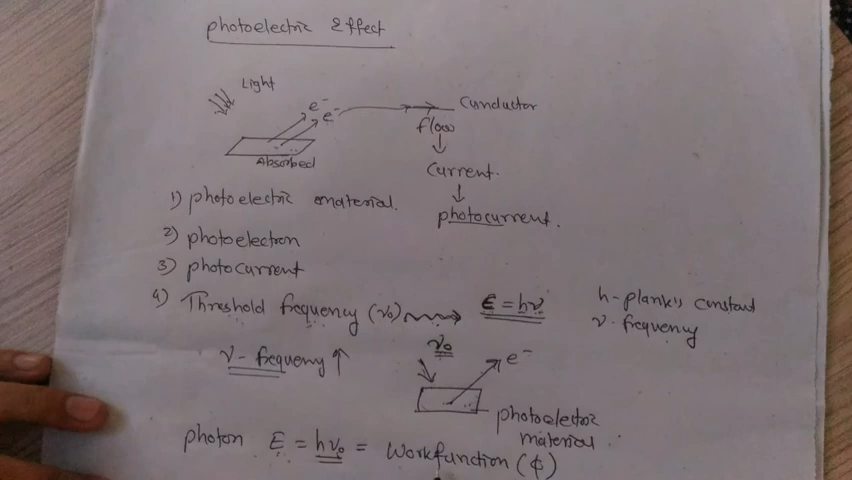 photoelectric Effect
Light
e⁻
e⁻
Conductor
flow
Absorbed
Current.
1) photoelectric material.
photocurrent.
2) photoelectron
3) photocurrent
4) Threshold frequency (ν₀)
E = hν
h - plank's constant
ν - frequency
ν - frequency ↑
ν₀
e⁻
photoelectric
material.
photon E = hν₀ = Workfunction (ϕ)